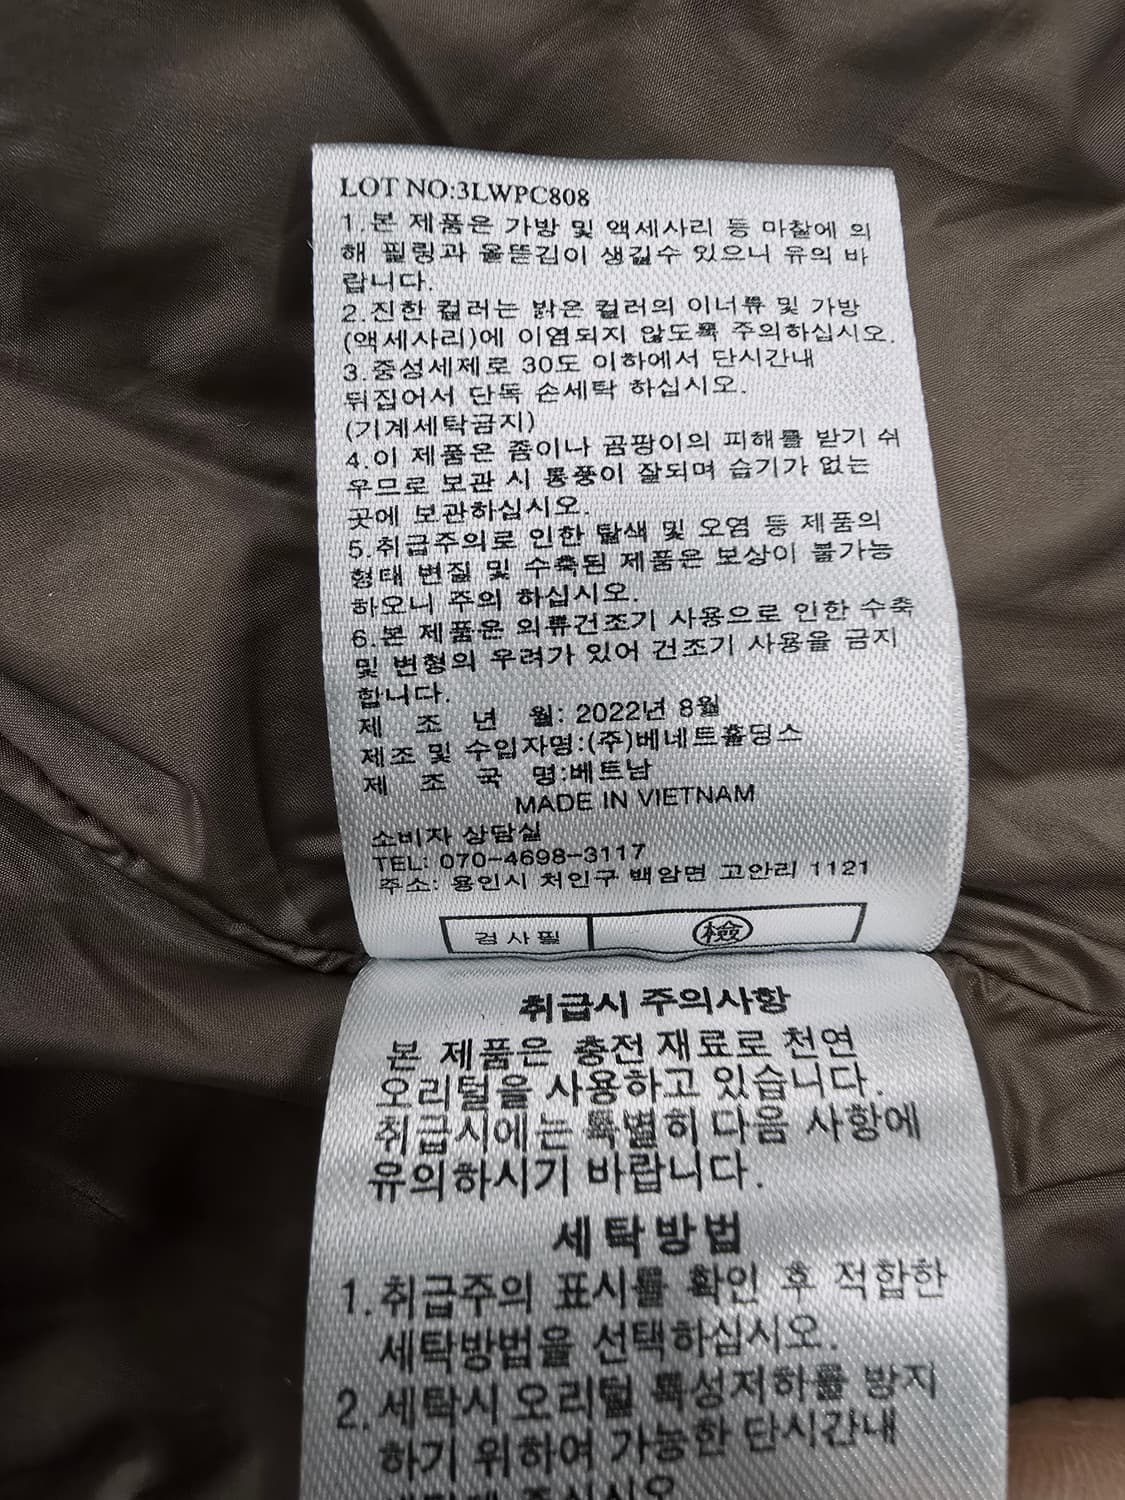 LOT NO:3LWPC808
1.본 제품은 가방 및 액세사리 등 마찰에 의
해 필링과 올뜯김이 생길수 있으니 유의 바
랍니다.
2.진한 컬러는 밝은 컬러의 이너류 및 가방
(액세사리)에 이염되지 않도록 주의하십시오.
3.중성세제로 30도 이하에서 단시간내
뒤집어서 단독 손세탁 하십시오.
(기계세탁금지)
4.이 제품은 좀이나 곰팡이의 피해를 받기 쉬
우므로 보관 시 통풍이 잘되며 습기가 없는
곳에 보관하십시오.
5.취급주의로 인한 탈색 및 오염 등 제품의
형태 변질 및 수축된 제품은 보상이 불가능
하오니 주의 하십시오.
6.본 제품은 의류건조기 사용으로 인한 수축
및 변형의 우려가 있어 건조기 사용을 금지
합니다.
제 조 년 월: 2022년 8월
제조 및 수입자명:(주)베네트홀딩스
제 조 국 명:베트남
MADE IN VIETNAM
소비자 상담실
TEL: 070-4698-3117
주소: 용인시 처인구 백암면 고안리 1121
검사필 檢
취급시 주의사항
본 제품은 충전 재료로 천연
오리털을 사용하고 있습니다.
취급시에는 특별히 다음 사항에
유의하시기 바랍니다.
세탁방법
1.취급주의 표시를 확인 후 적합한
세탁방법을 선택하십시오.
2.세탁시 오리털 특성저하를 방지
하기 위하여 가능한 단시간내